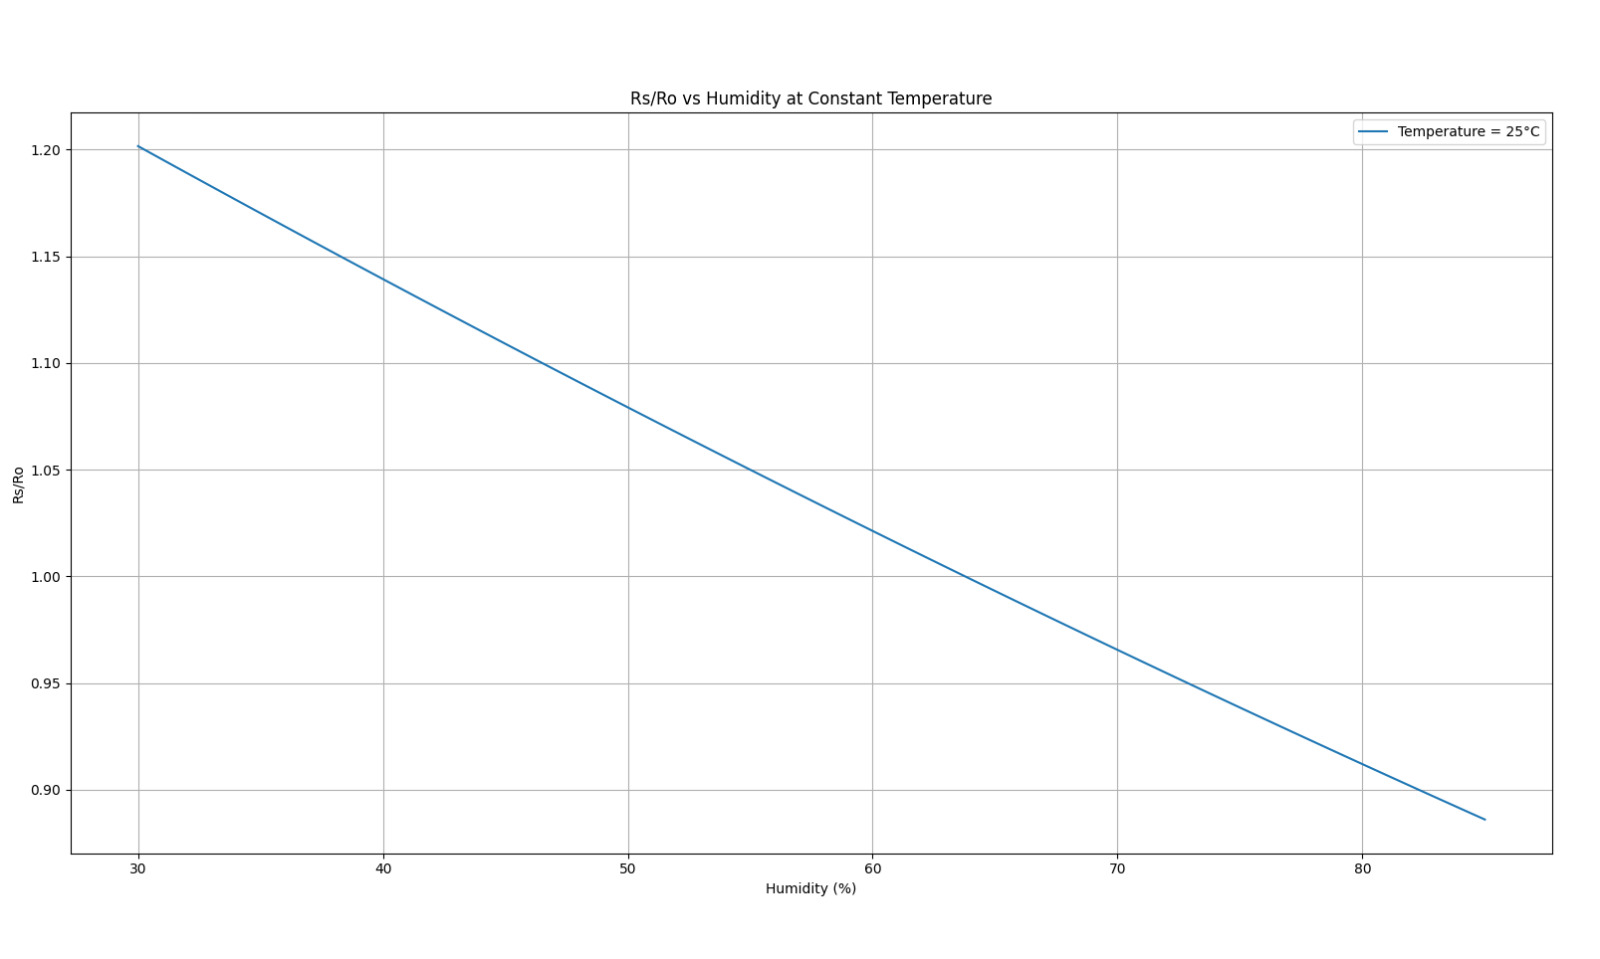 Rs/Ro vs Humidity at Constant Temperature
Temperature = 25°C
1.20
1.15
1.10
1.05
1.00
0.95
0.90
Rs/Ro
30 40 50 60 70 80
Humidity (%)